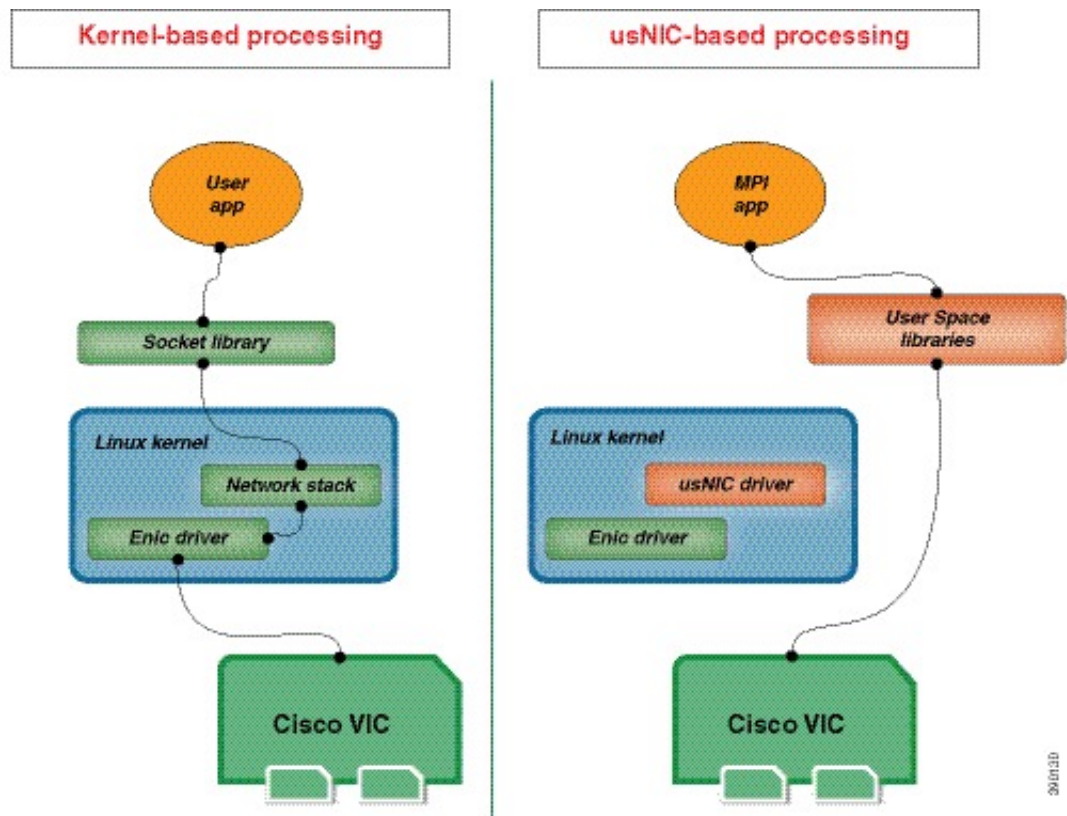 Kernel-based processing
usNIC-based processing
User
app
Socket library
Linux kernel
Network stack
Enic driver
Cisco VIC
MPI
app
User Space
libraries
Linux kernel
usNIC driver
Enic driver
Cisco VIC
390130